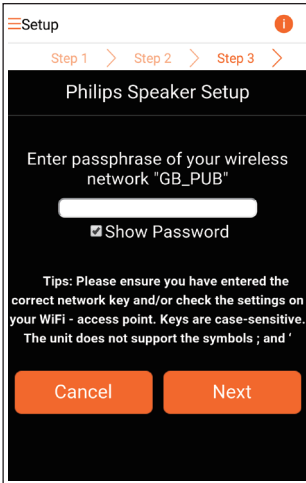 Setup
i
Step 1 > Step 2 > Step 3 >
Philips Speaker Setup
Enter passphrase of your wireless
network "GB_PUB"
Show Password
Tips: Please ensure you have entered the
correct network key and/or check the settings on
your WiFi - access point. Keys are case-sensitive.
The unit does not support the symbols ; and ‘
Cancel Next